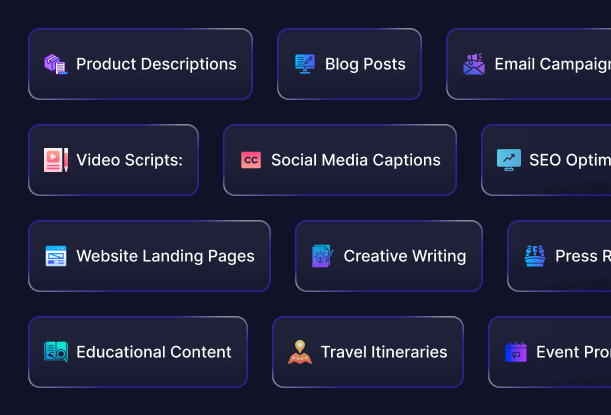 Product Descriptions
Blog Posts
Email Campaign
Video Scripts:
CC
Social Media Captions
SEO Optim
Website Landing Pages
Creative Writing
Press R
Educational Content
Travel Itineraries
Event Pro